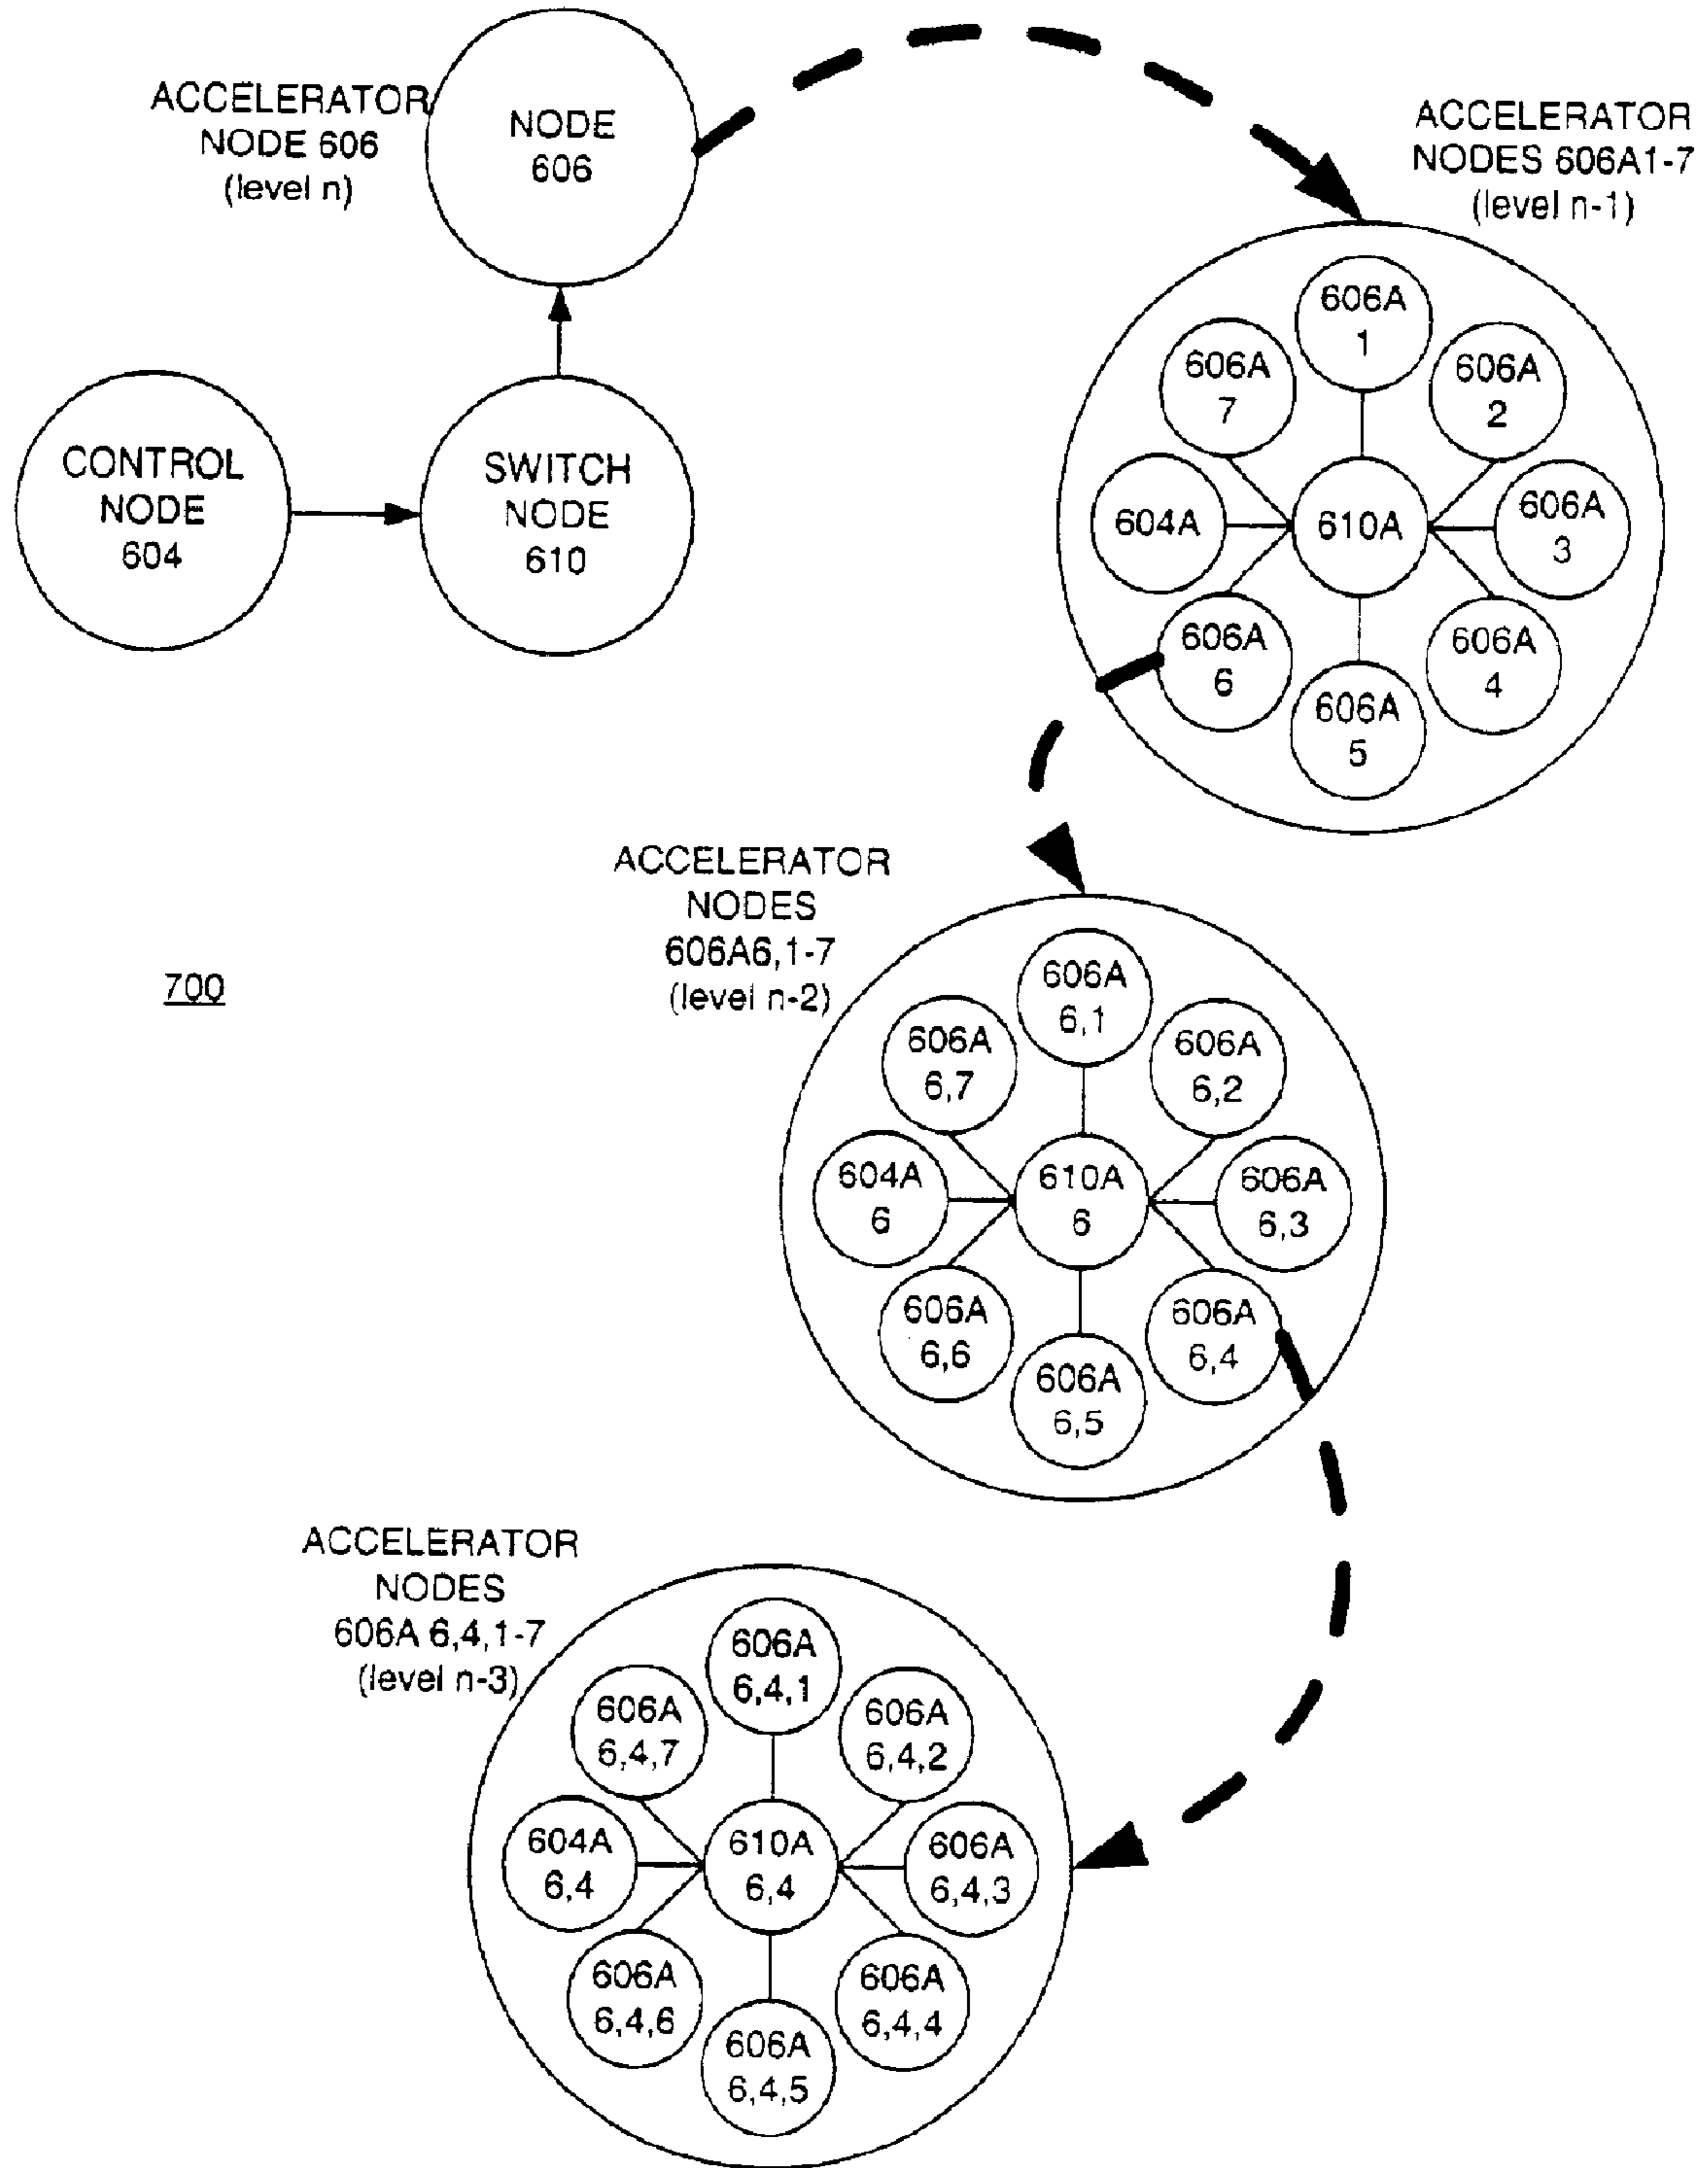 ACCELERATOR
NODE 606
(level n)
NODE
606
ACCELERATOR
NODES 606A1-7
(level n-1)
CONTROL
NODE
604
SWITCH
NODE
610
606A
1
606A
7
606A
2
604A
610A
606A
3
606A
6
606A
4
606A
5
ACCELERATOR
NODES
606A6,1-7
(level n-2)
700
606A
6,1
606A
6,7
606A
6,2
604A
6
610A
6
606A
6,3
606A
6,6
606A
6,4
606A
6,5
ACCELERATOR
NODES
606A 6,4,1-7
(level n-3)
606A
6,4,1
606A
6,4,7
606A
6,4,2
604A
6,4
610A
6,4
606A
6,4,3
606A
6,4,6
606A
6,4,4
606A
6,4,5